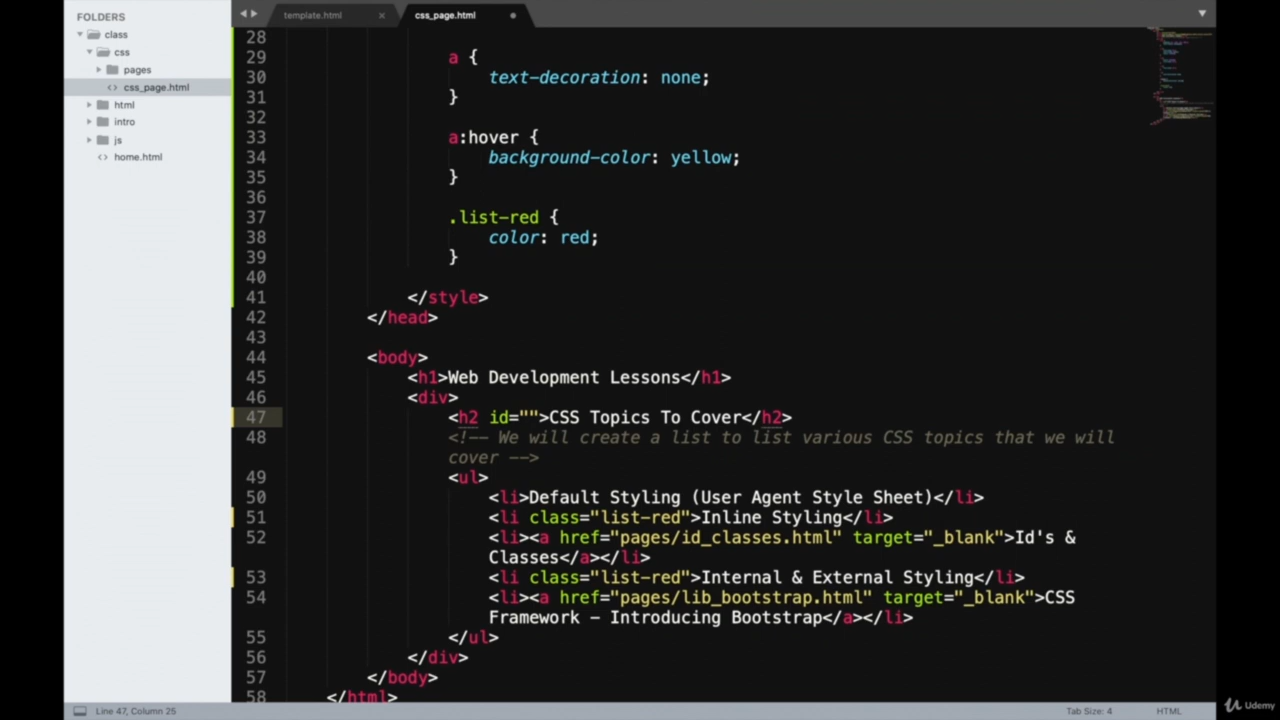 FOLDERS
class
css
pages
css_page.html
html
intro
js
home.html
template.html
css_page.html
28
29 a {
30 text-decoration: none;
31 }
32
33 a:hover {
34 background-color: yellow;
35 }
36
37 .list-red {
38 color: red;
39 }
40
41 </style>
42 </head>
43
44 <body>
45 <h1>Web Development Lessons</h1>
46 <div>
47 <h2 id="">CSS Topics To Cover</h2>
48 <!-- We will create a list to list various CSS topics that we will
cover -->
49 <ul>
50 <li>Default Styling (User Agent Style Sheet)</li>
51 <li class="list-red">Inline Styling</li>
52 <li><a href="pages/id_classes.html" target="_blank">Id's &
Classes</a></li>
53 <li class="list-red">Internal & External Styling</li>
54 <li><a href="pages/lib_bootstrap.html" target="_blank">CSS
Framework - Introducing Bootstrap</a></li>
55 </ul>
56 </div>
57 </body>
58 </html>
Line 47, Column 25
Tab Size: 4
HTML
Udemy